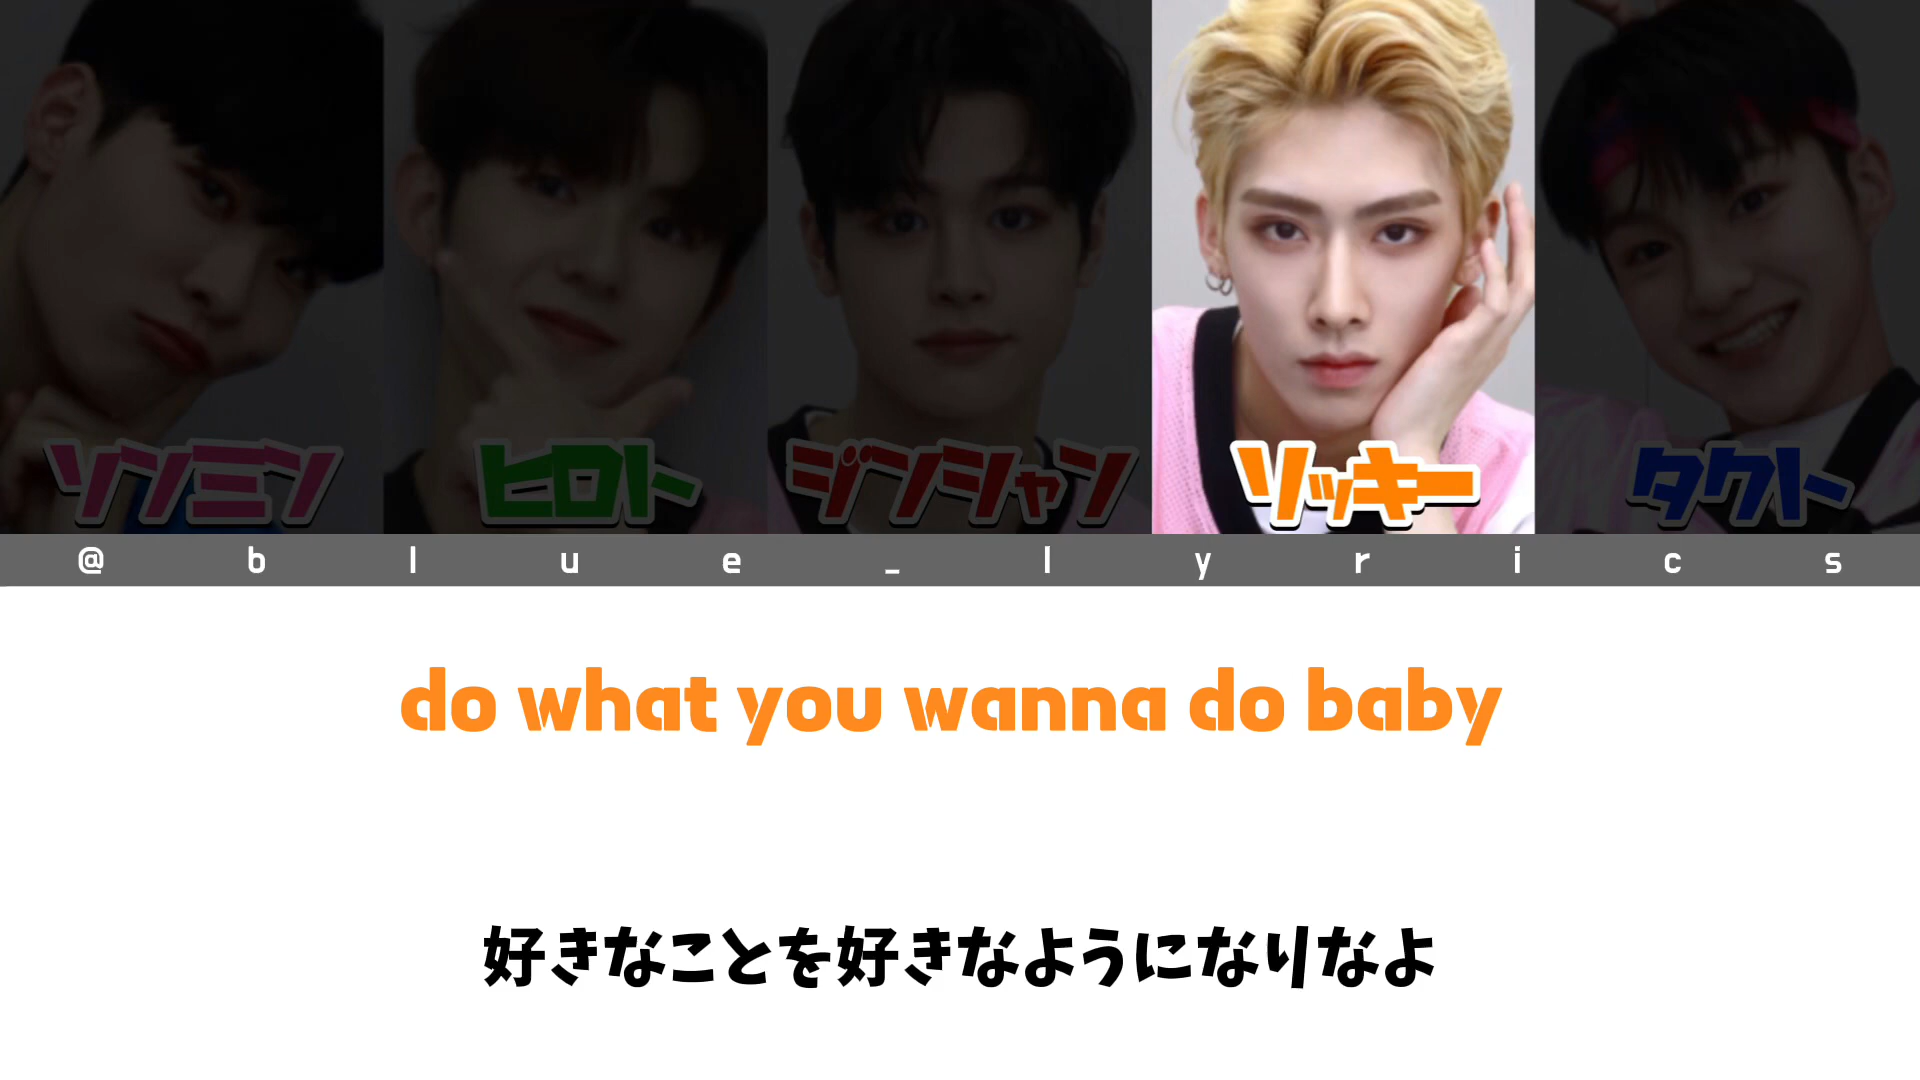 ソンミン ヒロト ジンシャン リッキー タクト
@blue_lyrics
do what you wanna do baby
好きなことを好きなようになりなよ